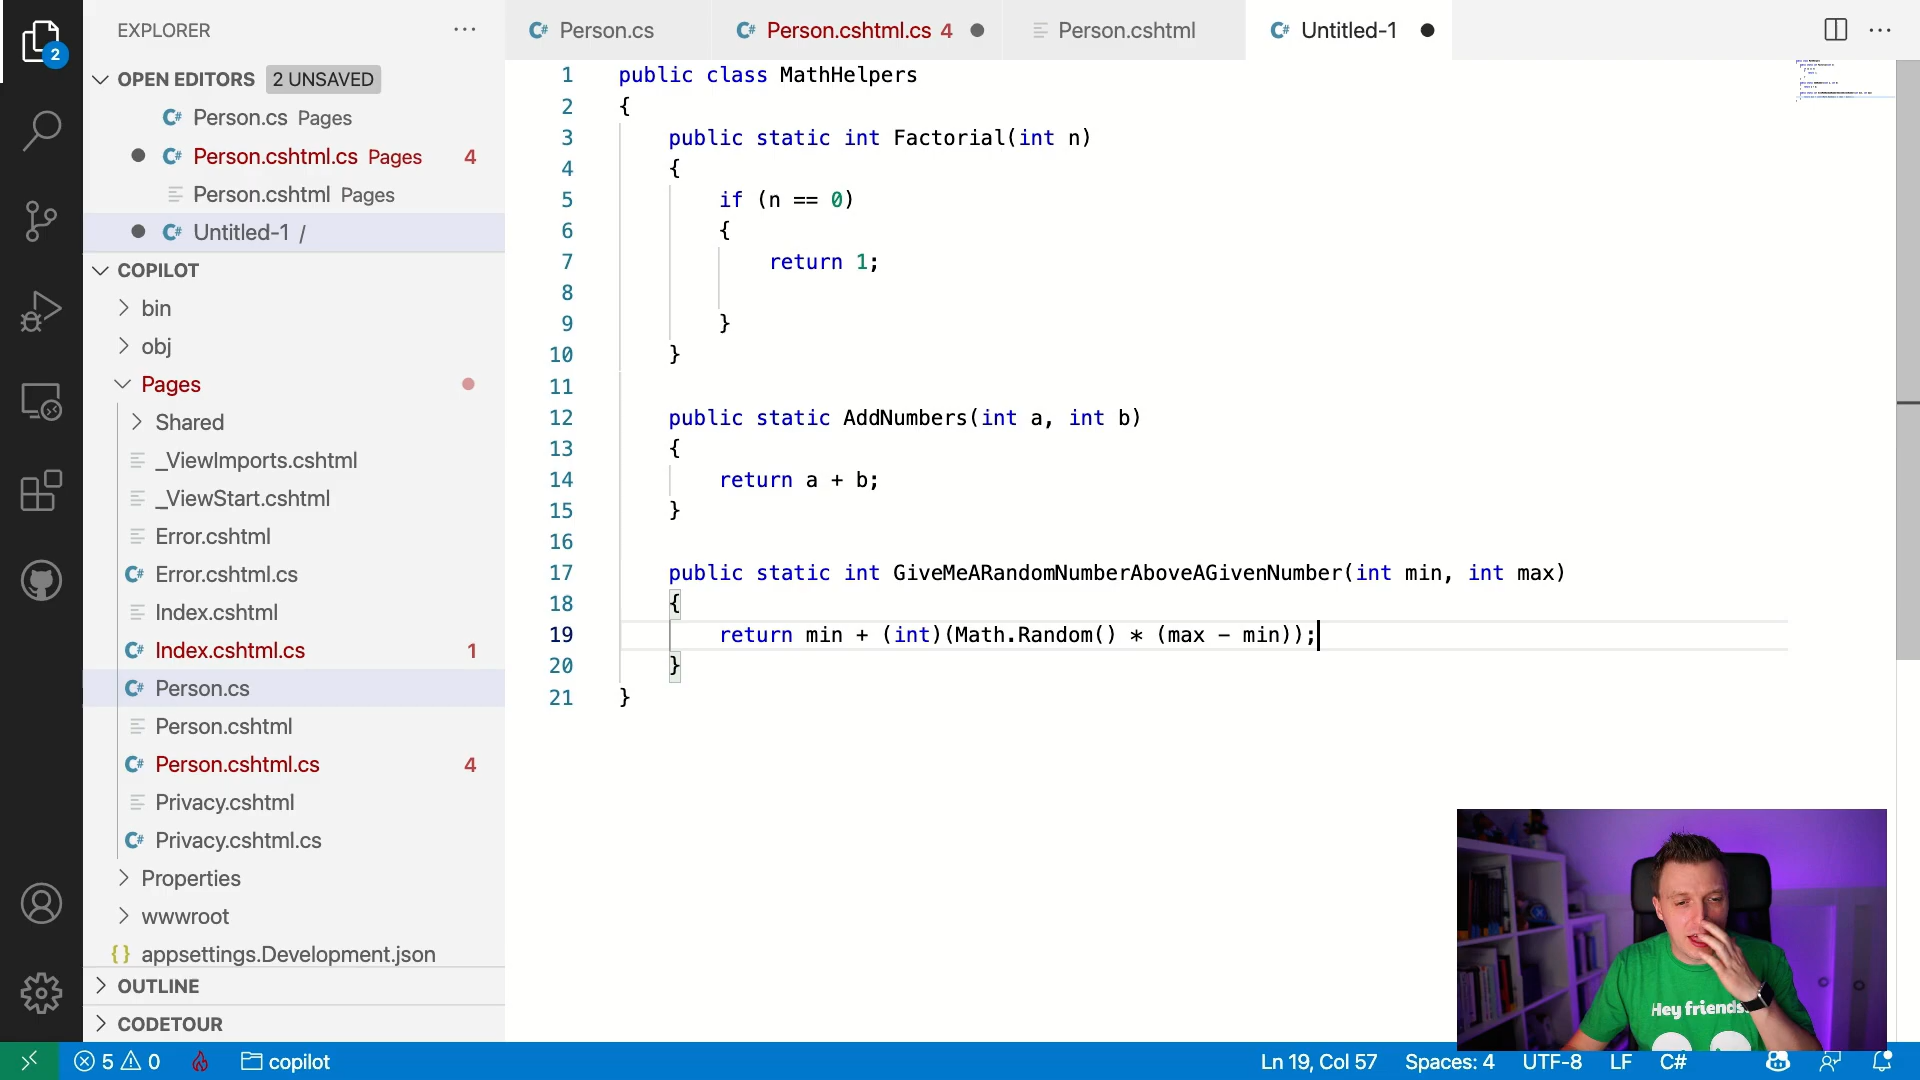 EXPLORER
OPEN EDITORS 2 UNSAVED
C# Person.cs Pages
C# Person.cshtml.cs Pages 4
Person.cshtml Pages
C# Untitled-1 /
COPILOT
bin
obj
Pages
Shared
_ViewImports.cshtml
_ViewStart.cshtml
Error.cshtml
C# Error.cshtml.cs
Index.cshtml
C# Index.cshtml.cs 1
C# Person.cs
Person.cshtml
C# Person.cshtml.cs 4
Privacy.cshtml
C# Privacy.cshtml.cs
Properties
wwwroot
{} appsettings.Development.json
OUTLINE
CODETOUR
2
C# Person.cs C# Person.cshtml.cs 4 Person.cshtml C# Untitled-1
1 public class MathHelpers
2 {
3 public static int Factorial(int n)
4 {
5 if (n == 0)
6 {
7 return 1;
8
9 }
10 }
11
12 public static AddNumbers(int a, int b)
13 {
14 return a + b;
15 }
16
17 public static int GiveMeARandomNumberAboveAGivenNumber(int min, int max)
18 {
19 return min + (int)(Math.Random() * (max - min));
20 }
21 }
Hey friends.
5 0 copilot Ln 19, Col 57 Spaces: 4 UTF-8 LF C#